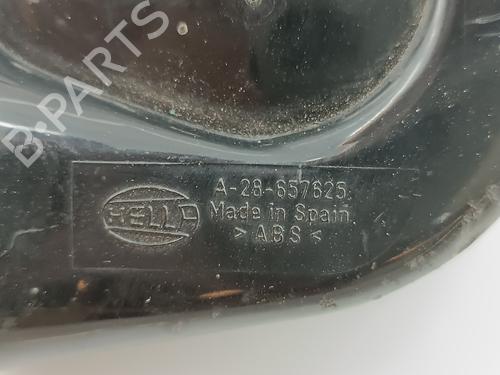 B-PARTS
HELLA
A-28-657625
Made in Spain
> ABS <